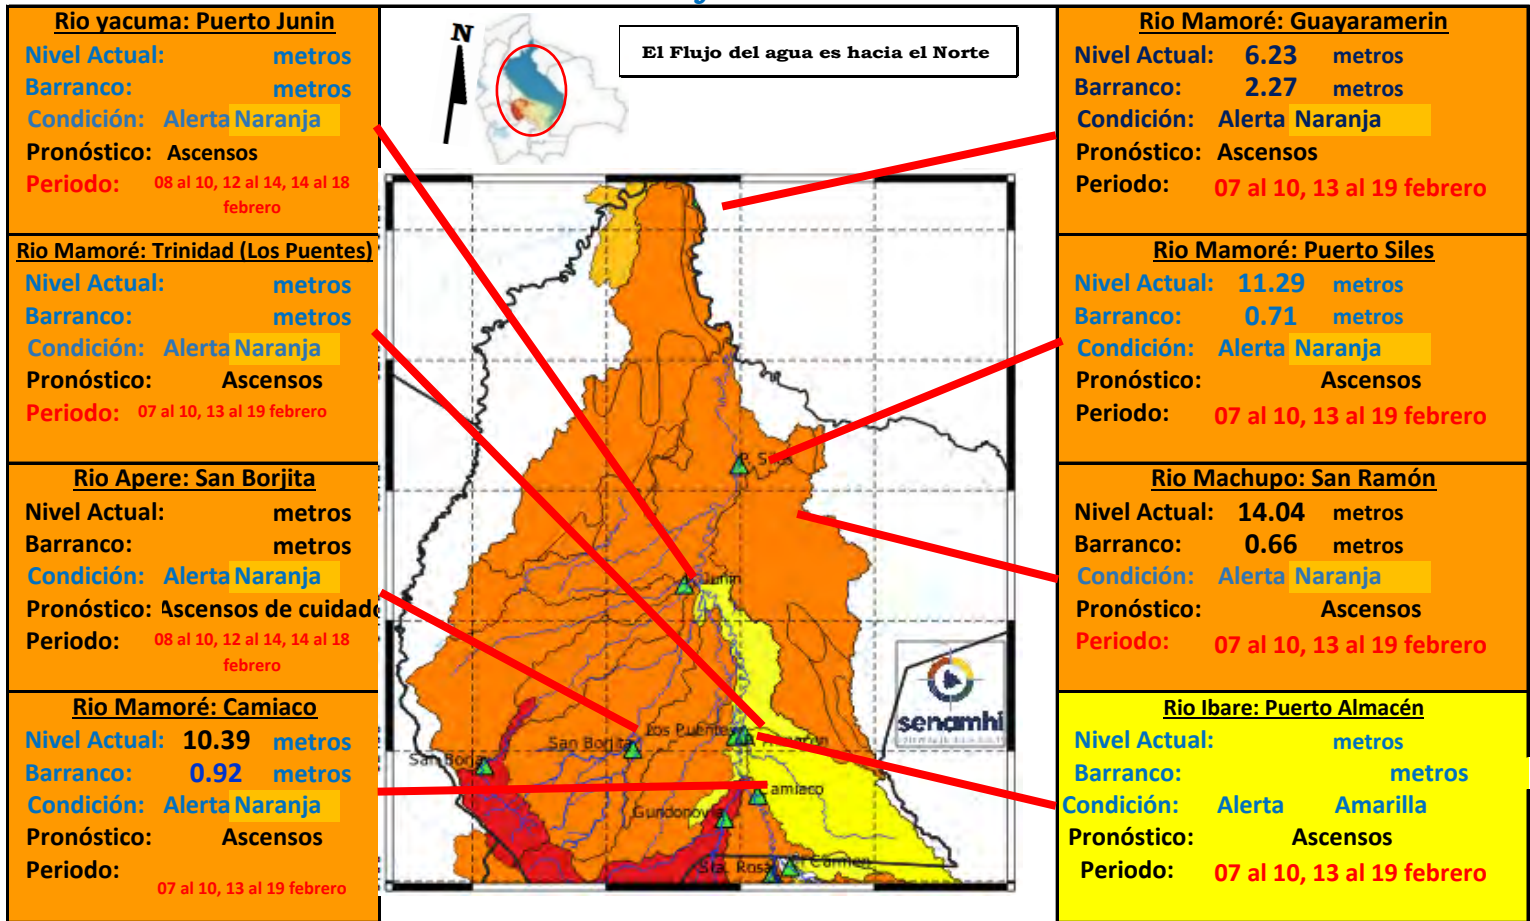 Rio yacuma: Puerto Junin
Nivel Actual: metros
Barranco: metros
Condición: Alerta Naranja
Pronóstico: Ascensos
Periodo: 08 al 10, 12 al 14, 14 al 18
febrero
Rio Mamoré: Trinidad (Los Puentes)
Nivel Actual: metros
Barranco: metros
Condición: Alerta Naranja
Pronóstico: Ascensos
Periodo: 07 al 10, 13 al 19 febrero
Rio Apere: San Borjita
Nivel Actual: metros
Barranco: metros
Condición: Alerta Naranja
Pronóstico: Ascensos de cuidado
Periodo: 08 al 10, 12 al 14, 14 al 18
febrero
Rio Mamoré: Camiaco
Nivel Actual: 10.39 metros
Barranco: 0.92 metros
Condición: Alerta Naranja
Pronóstico: Ascensos
Periodo:
07 al 10, 13 al 19 febrero
N
El Flujo del agua es hacia el Norte
P. Siles
Junin
Los Puentes
San Borjita
San Borja
Camiaco
Gundonovia
Sta. Rosa
El Carmen
senamhi
Rio Mamoré: Guayaramerin
Nivel Actual: 6.23 metros
Barranco: 2.27 metros
Condición: Alerta Naranja
Pronóstico: Ascensos
Periodo: 07 al 10, 13 al 19 febrero
Rio Mamoré: Puerto Siles
Nivel Actual: 11.29 metros
Barranco: 0.71 metros
Condición: Alerta Naranja
Pronóstico: Ascensos
Periodo: 07 al 10, 13 al 19 febrero
Rio Machupo: San Ramón
Nivel Actual: 14.04 metros
Barranco: 0.66 metros
Condición: Alerta Naranja
Pronóstico: Ascensos
Periodo: 07 al 10, 13 al 19 febrero
Rio Ibare: Puerto Almacén
Nivel Actual: metros
Barranco: metros
Condición: Alerta Amarilla
Pronóstico: Ascensos
Periodo: 07 al 10, 13 al 19 febrero